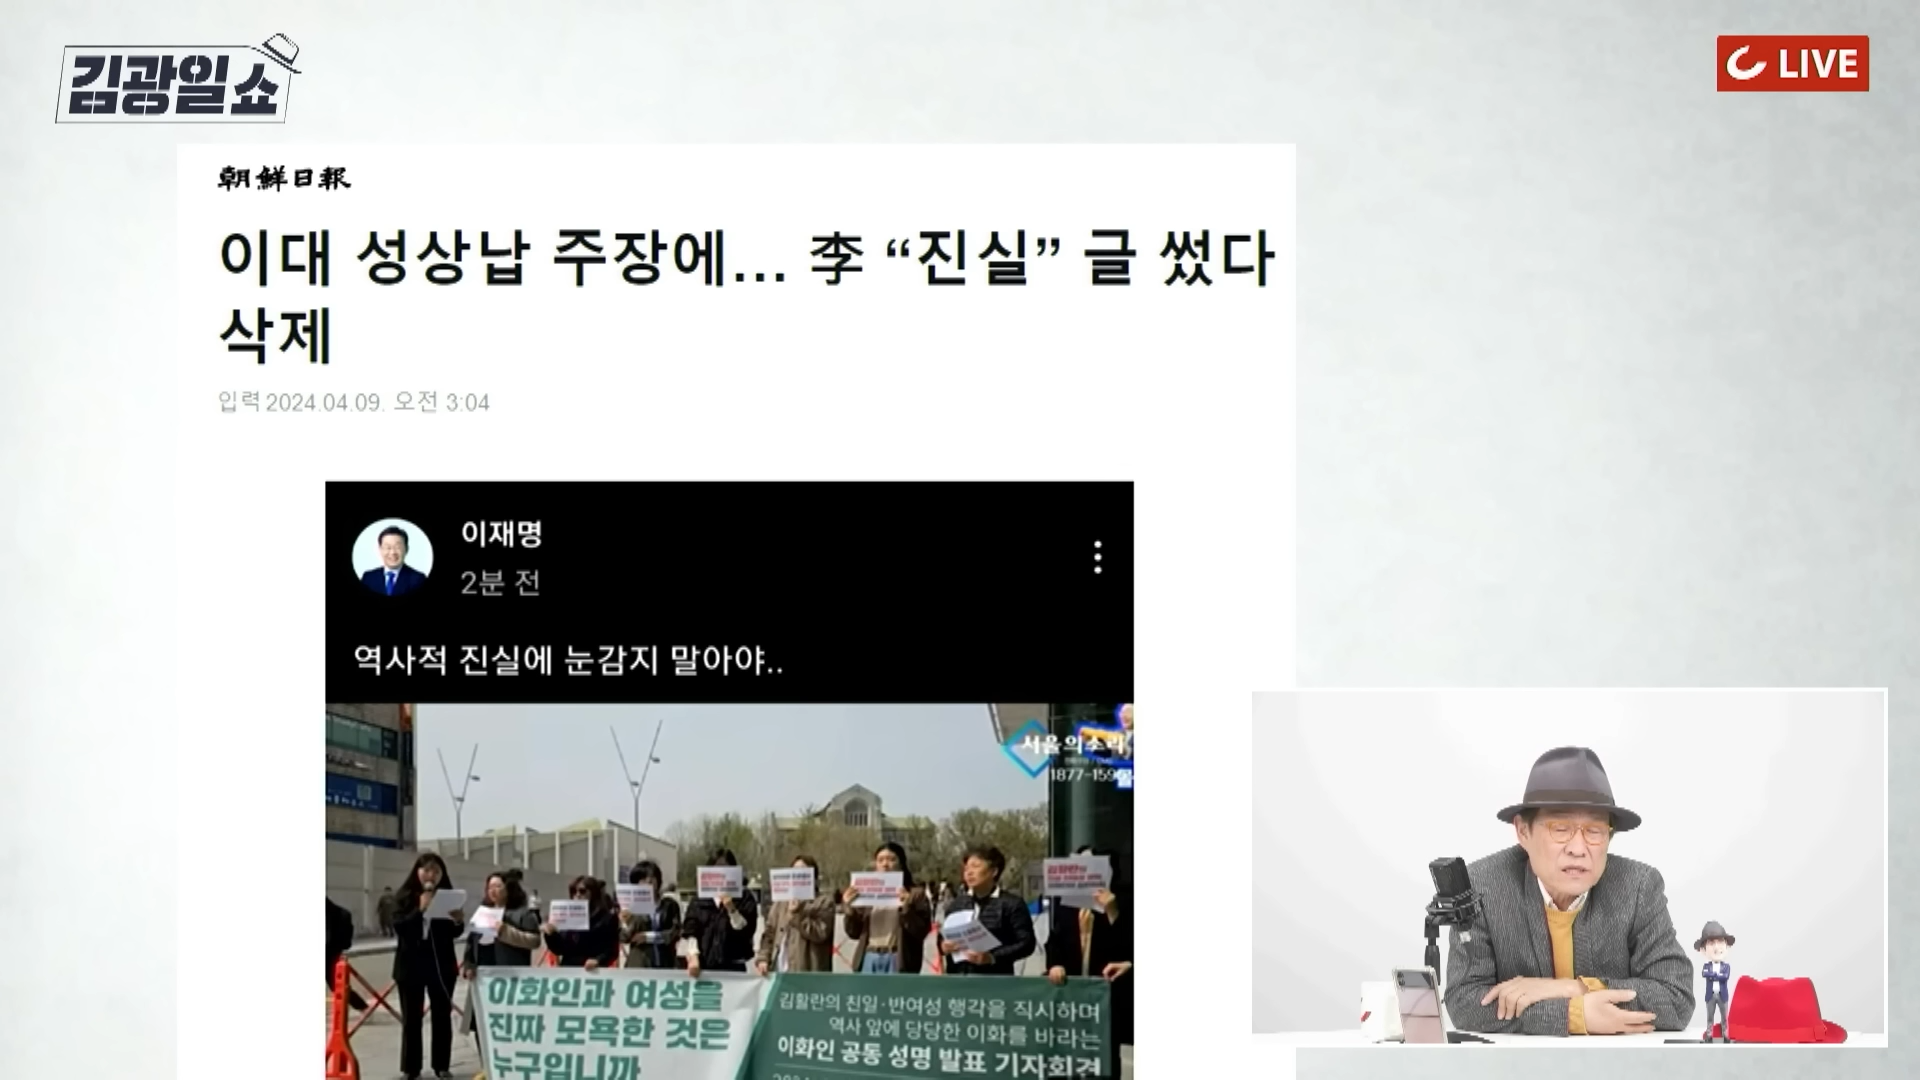 김광일쇼
LIVE
朝鮮日報
이대 성상납 주장에... 李 “진실” 글 썼다
삭제
입력 2024.04.09. 오전 3:04
이재명
2분 전
역사적 진실에 눈감지 말아야..
서울의소리
이화인과 여성을
진짜 모욕한 것은
누구입니까
김활란의 친일·반여성 행각을 직시하며
역사 앞에 당당한 이화를 바라는
이화인 공동 성명 발표 기자회견